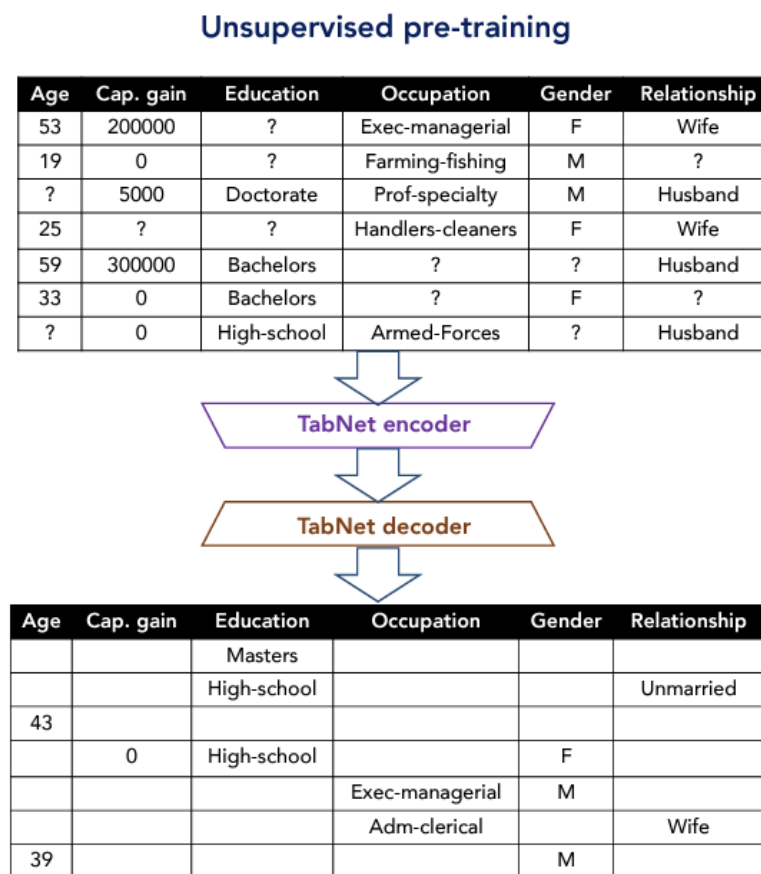 Unsupervised pre-training
Age Cap. gain Education Occupation Gender Relationship
53 200000 ? Exec-managerial F Wife
19 0 ? Farming-fishing M ?
? 5000 Doctorate Prof-specialty M Husband
25 ? ? Handlers-cleaners F Wife
59 300000 Bachelors ? ? Husband
33 0 Bachelors ? F ?
? 0 High-school Armed-Forces ? Husband
TabNet encoder
TabNet decoder
Age Cap. gain Education Occupation Gender Relationship
Masters
High-school Unmarried
43
0 High-school F
Exec-managerial M
Adm-clerical Wife
39 M